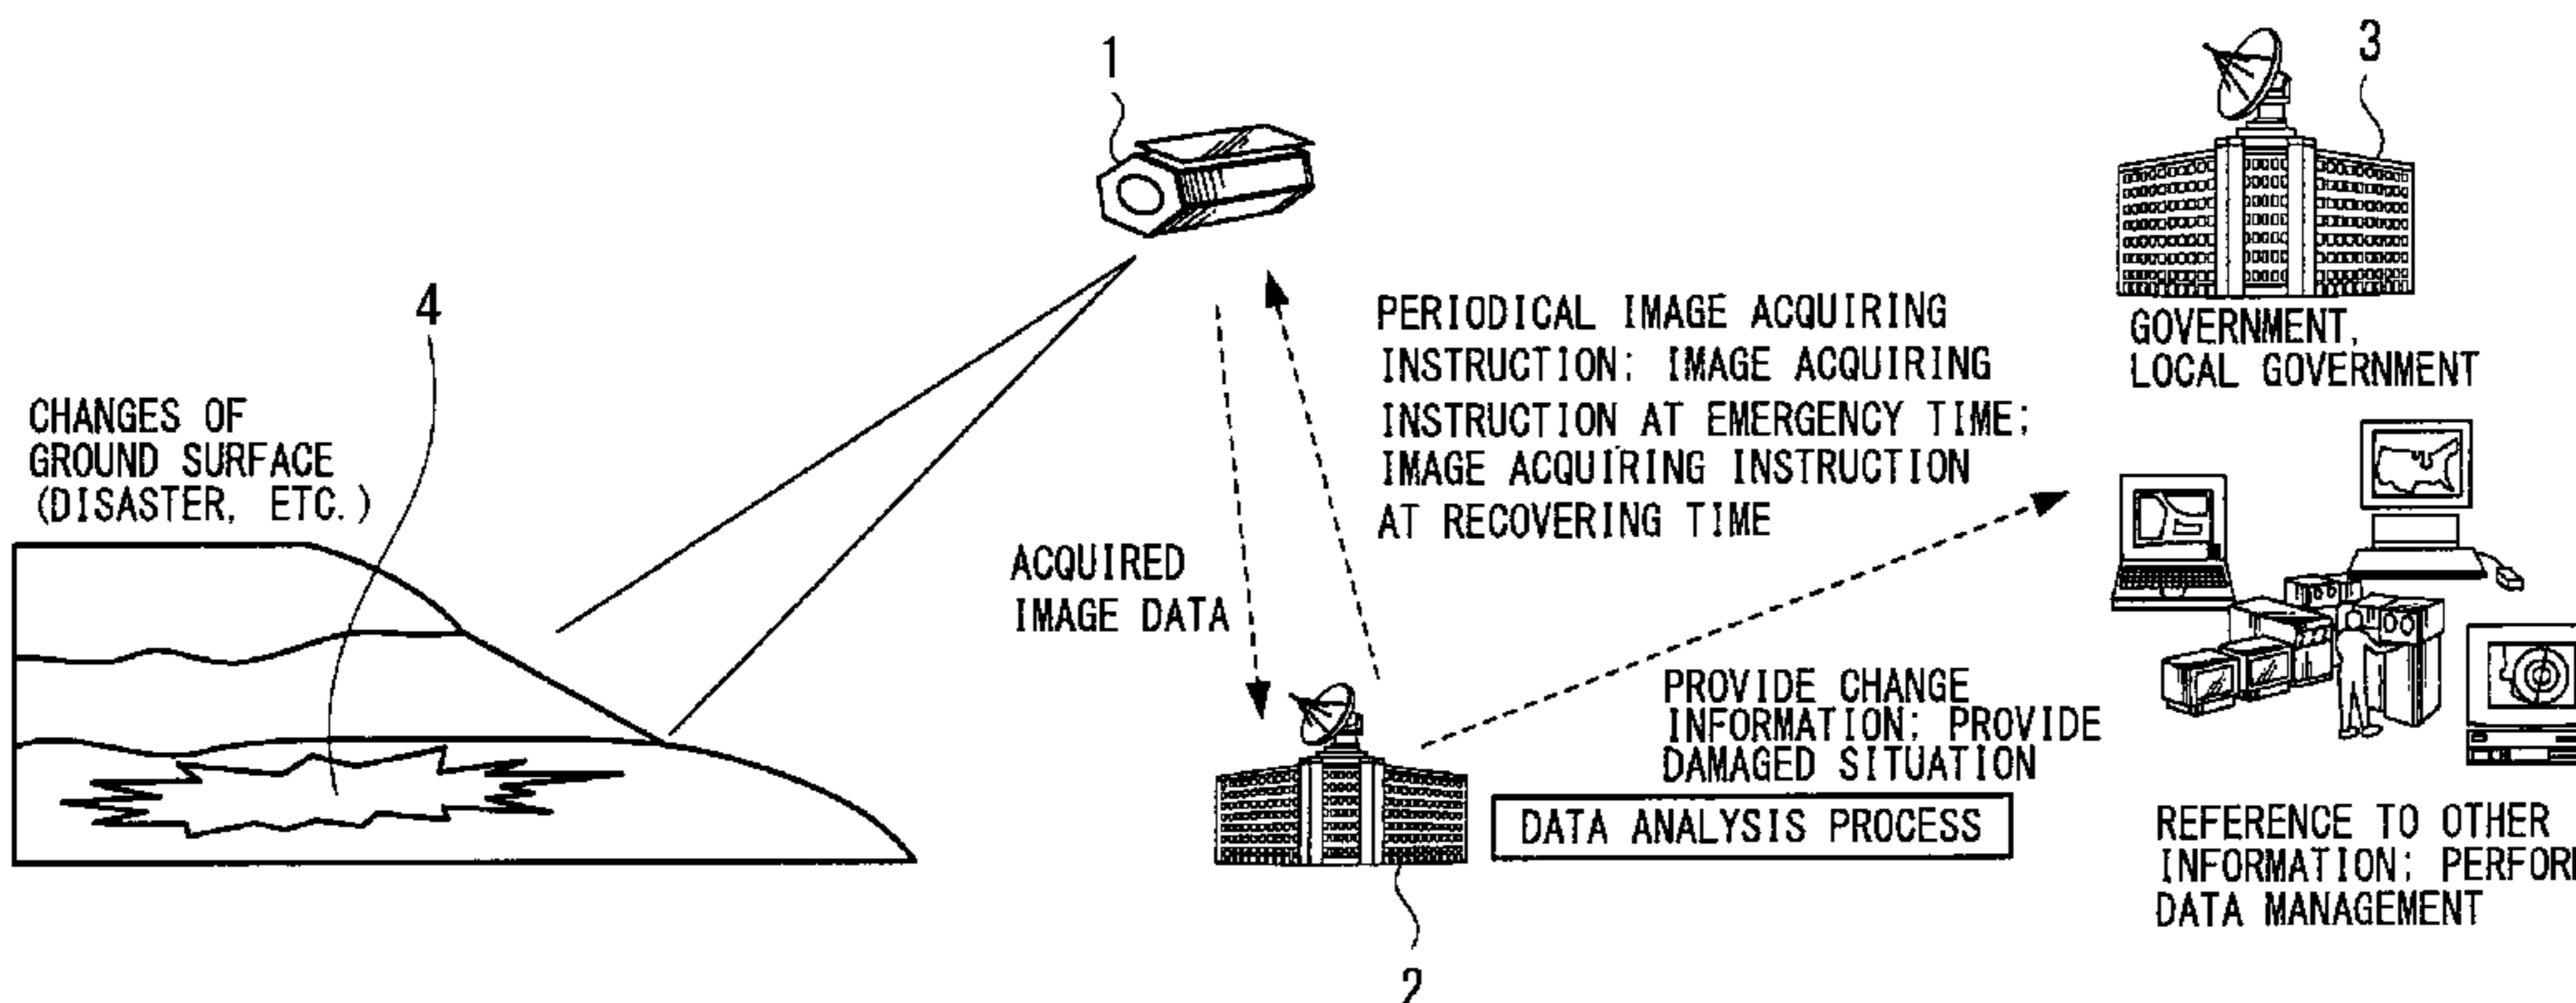 1
3
4
CHANGES OF
GROUND SURFACE
(DISASTER, ETC.)
PERIODICAL IMAGE ACQUIRING
INSTRUCTION; IMAGE ACQUIRING
INSTRUCTION AT EMERGENCY TIME;
IMAGE ACQUIRING INSTRUCTION
AT RECOVERING TIME
GOVERNMENT,
LOCAL GOVERNMENT
ACQUIRED
IMAGE DATA
PROVIDE CHANGE
INFORMATION; PROVIDE
DAMAGED SITUATION
DATA ANALYSIS PROCESS
REFERENCE TO OTHER
INFORMATION; PERFOR
DATA MANAGEMENT
2